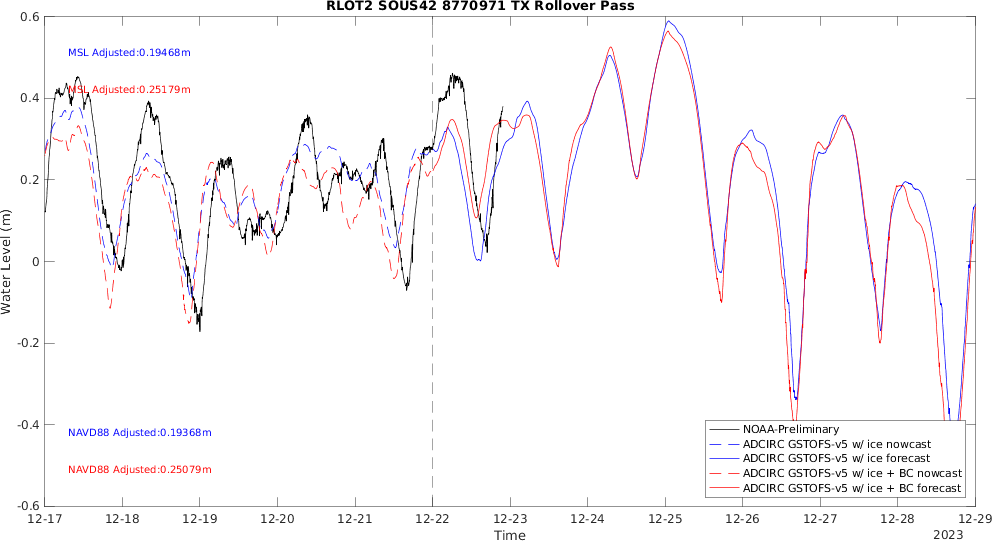 RLOT2 SOUS42 8770971 TX Rollover Pass
0.6
MSL Adjusted:0.19468m
MSL Adjusted:0.25179m
0.4
0.2
Water Level (m)
0
-0.2
-0.4
NAVD88 Adjusted:0.19368m
NAVD88 Adjusted:0.25079m
-0.6
NOAA-Preliminary
ADCIRC GSTOFS-v5 w/ ice nowcast
ADCIRC GSTOFS-v5 w/ ice forecast
ADCIRC GSTOFS-v5 w/ ice + BC nowcast
ADCIRC GSTOFS-v5 w/ ice + BC forecast
12-17 12-18 12-19 12-20 12-21 12-22 12-23 12-24 12-25 12-26 12-27 12-28 12-29
Time
2023